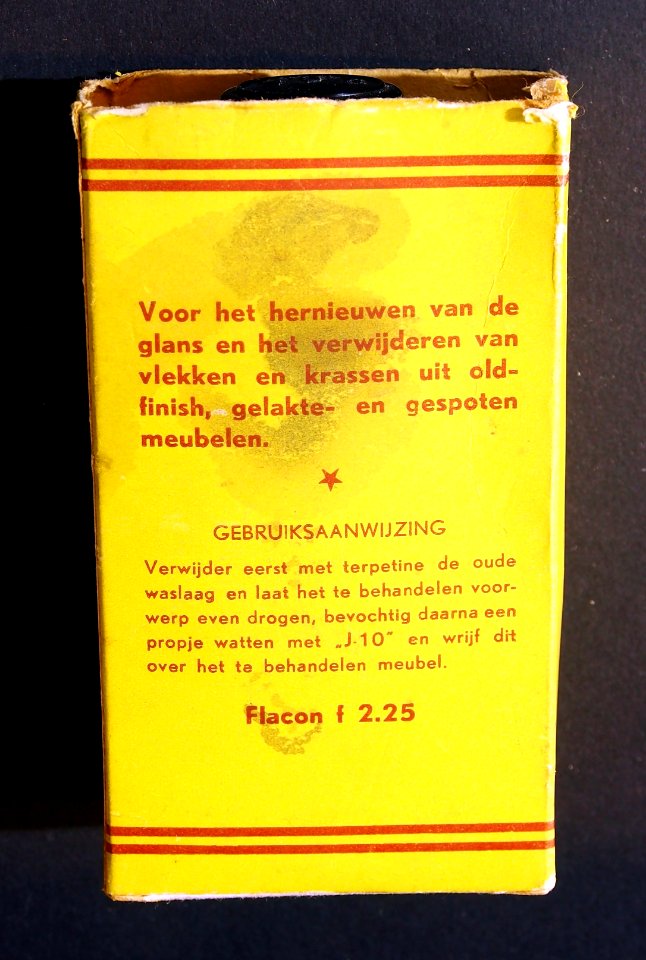 Voor het hernieuwen van de
glans en het verwijderen van
vlekken en krassen uit old-
finish, gelakte- en gespoten
meubelen.
GEBRUIKSAANWIJZING
Verwijder eerst met terpetine de oude
waslaag en laat het te behandelen voor-
werp even drogen, bevochtig daarna een
propje watten met „J-10" en wrijf dit
over het te behandelen meubel.
Flacon f 2.25